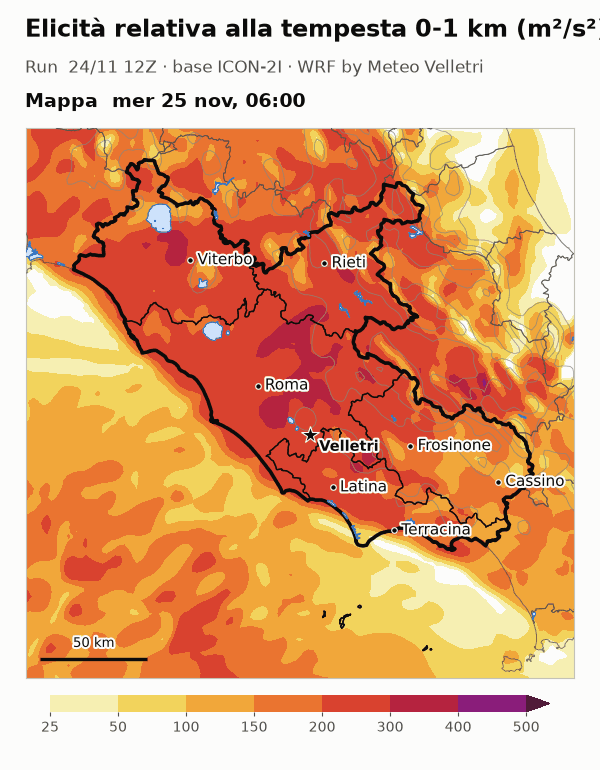 Elicità relativa alla tempesta 0-1 km (m²/s²)
Run 24/11 12Z · base ICON-2I · WRF by Meteo Velletri
Mappa mer 25 nov, 06:00
Viterbo
Rieti
Roma
Velletri
Frosinone
Cassino
Latina
Terracina
50 km
25 50 100 150 200 300 400 500